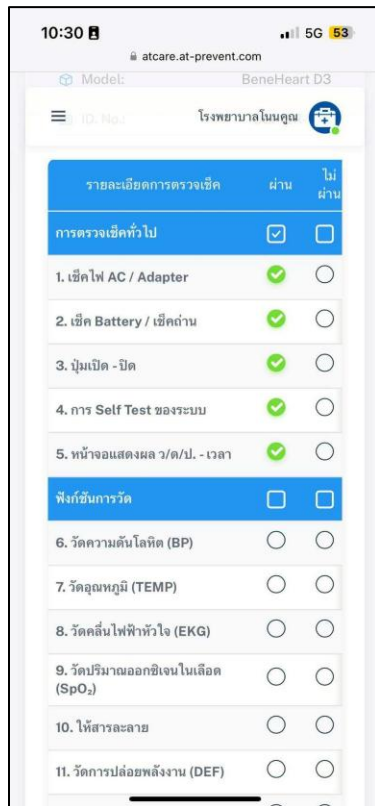 10:30
5G 53
atcare.at-prevent.com
Model: BeneHeart D3
ID. No.:
โรงพยาบาลโนนคูณ
รายละเอียดการตรวจเช็ค ผ่าน ไม่ผ่าน
การตรวจเช็คทั่วไป
1. เช็คไฟ AC / Adapter
2. เช็ค Battery / เช็คถ่าน
3. ปุ่มเปิด - ปิด
4. การ Self Test ของระบบ
5. หน้าจอแสดงผล ว/ด/ป. - เวลา
ฟังก์ชันการวัด
6. วัดความดันโลหิต (BP)
7. วัดอุณหภูมิ (TEMP)
8. วัดคลื่นไฟฟ้าหัวใจ (EKG)
9. วัดปริมาณออกซิเจนในเลือด
(SpO₂)
10. ให้สารละลาย
11. วัดการปล่อยพลังงาน (DEF)